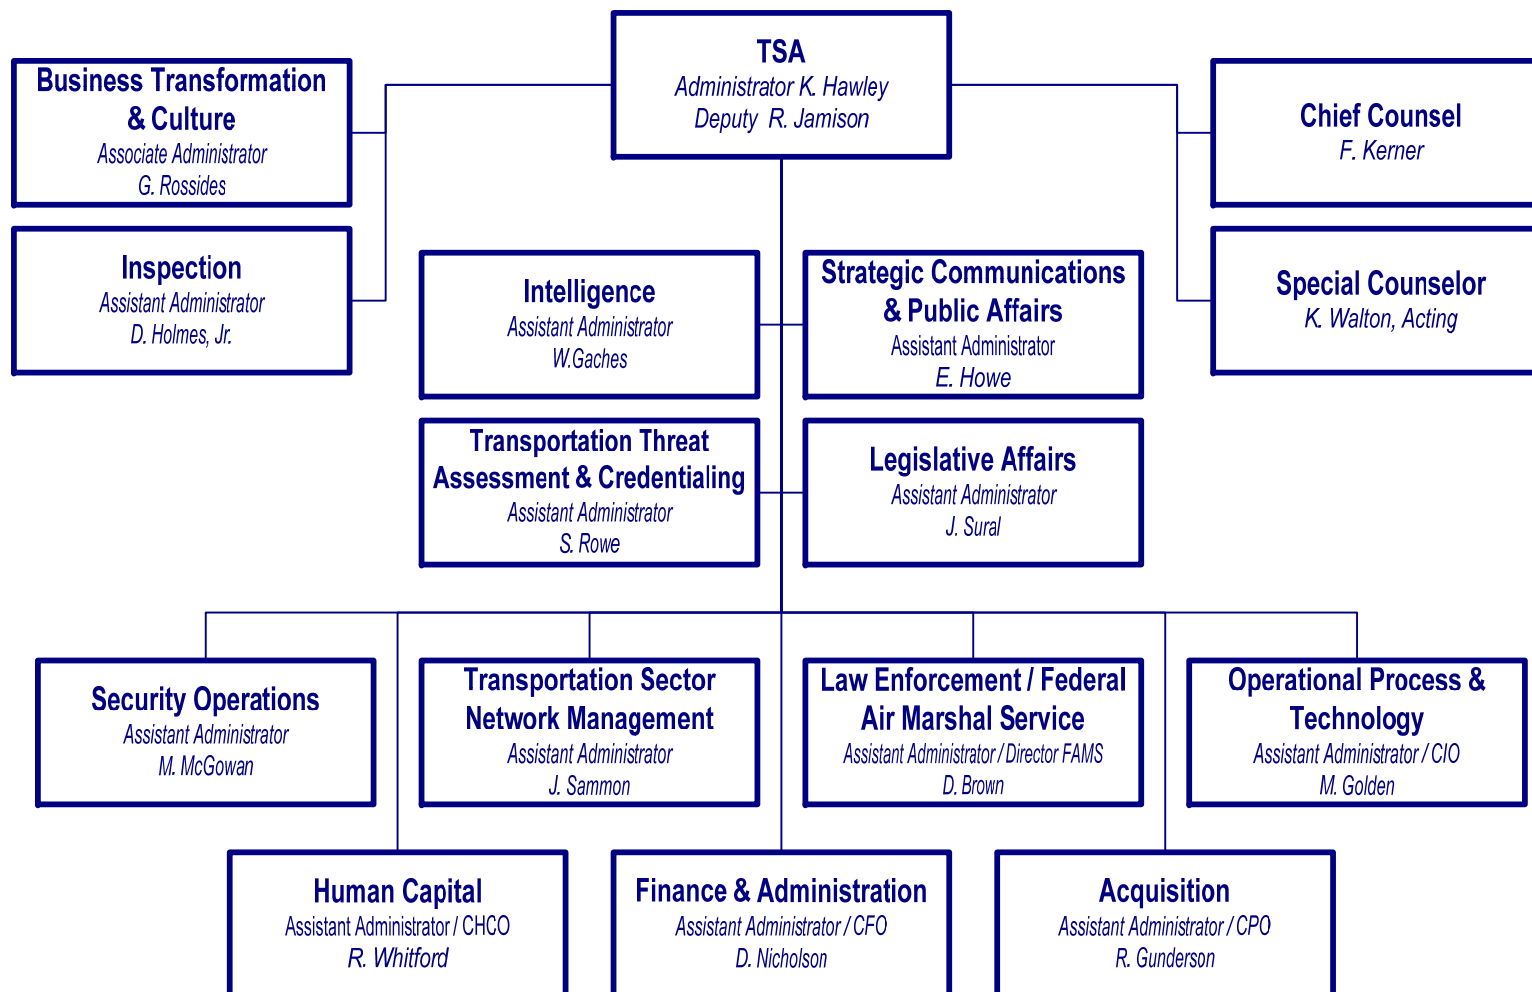 TSA
Administrator K. Hawley
Deputy R. Jamison
Business Transformation
& Culture
Associate Administrator
G. Rossides
Chief Counsel
F. Kerner
Inspection
Assistant Administrator
D. Holmes, Jr.
Intelligence
Assistant Administrator
W.Gaches
Strategic Communications
& Public Affairs
Assistant Administrator
E. Howe
Special Counselor
K. Walton, Acting
Transportation Threat
Assessment & Credentialing
Assistant Administrator
S. Rowe
Legislative Affairs
Assistant Administrator
J. Sural
Security Operations
Assistant Administrator
M. McGowan
Transportation Sector
Network Management
Assistant Administrator
J. Sammon
Law Enforcement / Federal
Air Marshal Service
Assistant Administrator / Director FAMS
D. Brown
Operational Process &
Technology
Assistant Administrator / CIO
M. Golden
Human Capital
Assistant Administrator / CHCO
R. Whitford
Finance & Administration
Assistant Administrator / CFO
D. Nicholson
Acquisition
Assistant Administrator / CPO
R. Gunderson